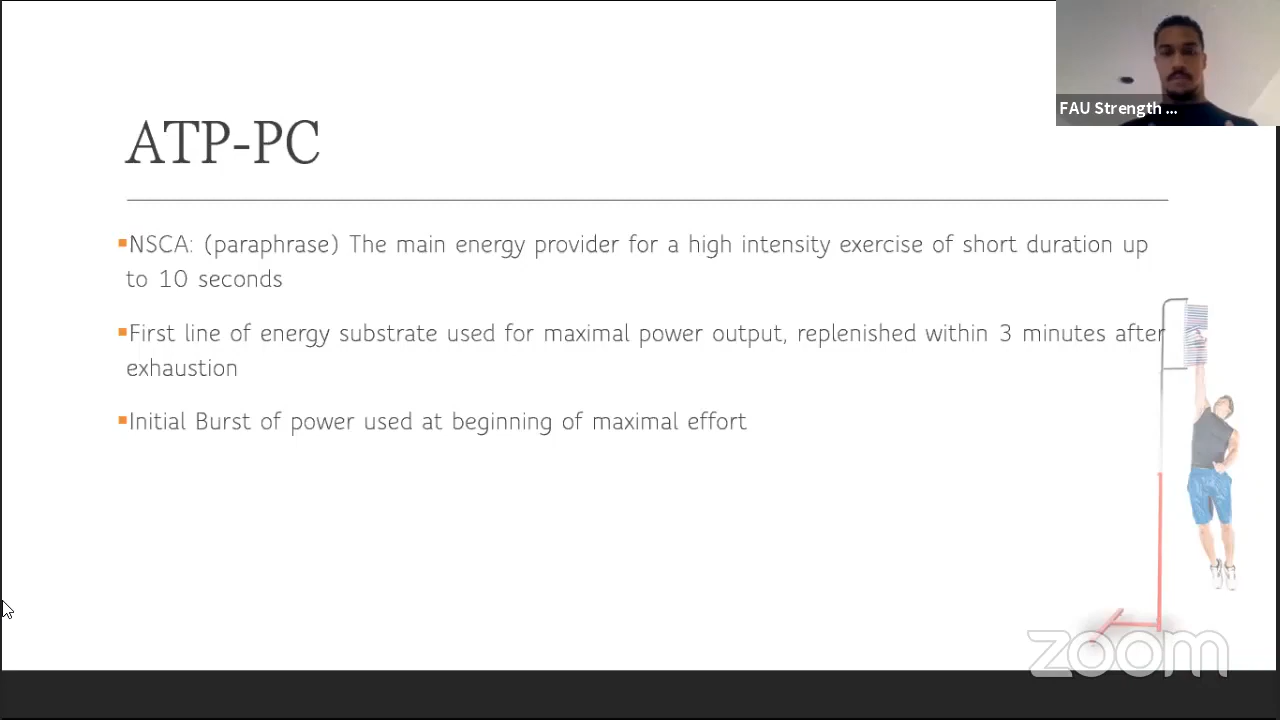 FAU Strength ...
ATP-PC
▪NSCA: (paraphrase) The main energy provider for a high intensity exercise of short duration up
to 10 seconds
▪First line of energy substrate used for maximal power output, replenished within 3 minutes after
exhaustion
▪Initial Burst of power used at beginning of maximal effort
zoom